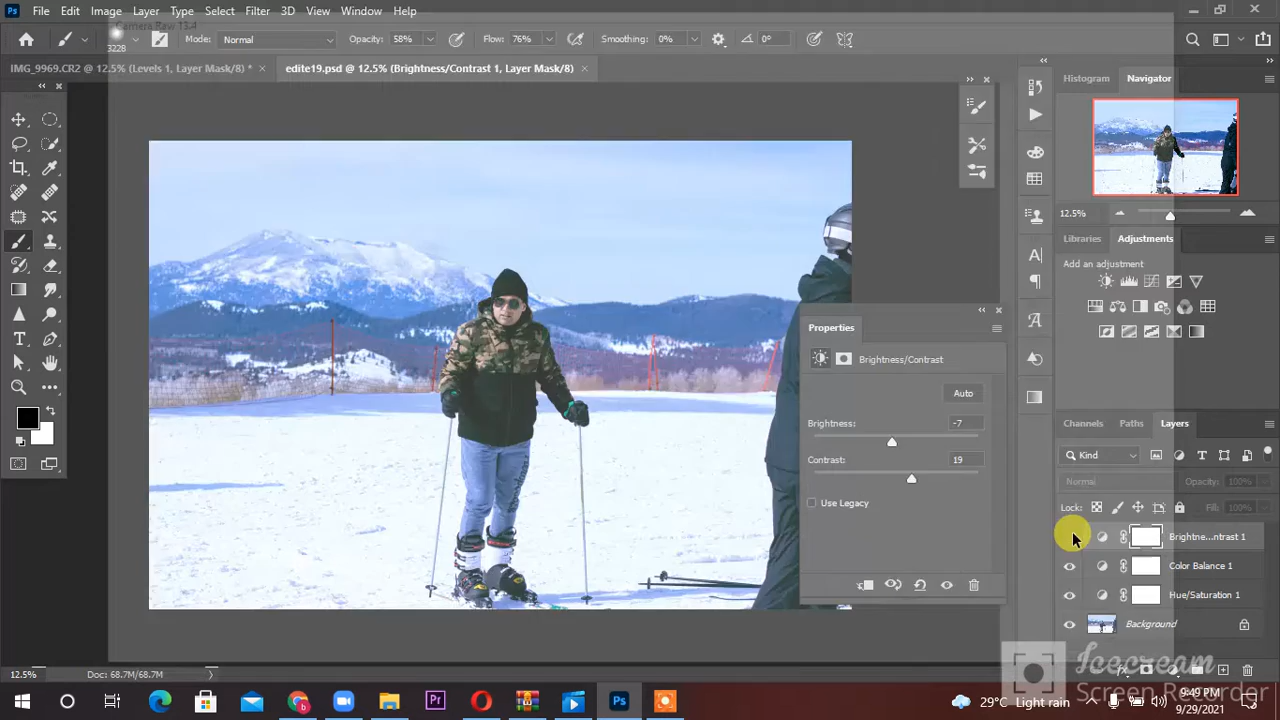 File Edit Image Layer Type Select Filter 3D View Window Help
Camera Raw 13.4
3228
Mode: Normal Opacity: 58% Flow: 76% Smoothing: 0% 0°
IMG_9969.CR2 @ 12.5% (Levels 1, Layer Mask/8) *
edite19.psd @ 12.5% (Brightness/Contrast 1, Layer Mask/8)
Histogram Navigator
12.5%
Libraries Adjustments
Add an adjustment
Properties
Brightness/Contrast
Auto
Brightness: -7
Contrast: 19
Use Legacy
Channels Paths Layers
Kind
Normal Opacity: 100%
Lock: Fill: 100%
Brightne...ntrast 1
Color Balance 1
Hue/Saturation 1
Background
12.5% Doc: 68.7M/68.7M
Icecream
Screen Recorder
29°C Light rain
9:49 PM
9/29/2021